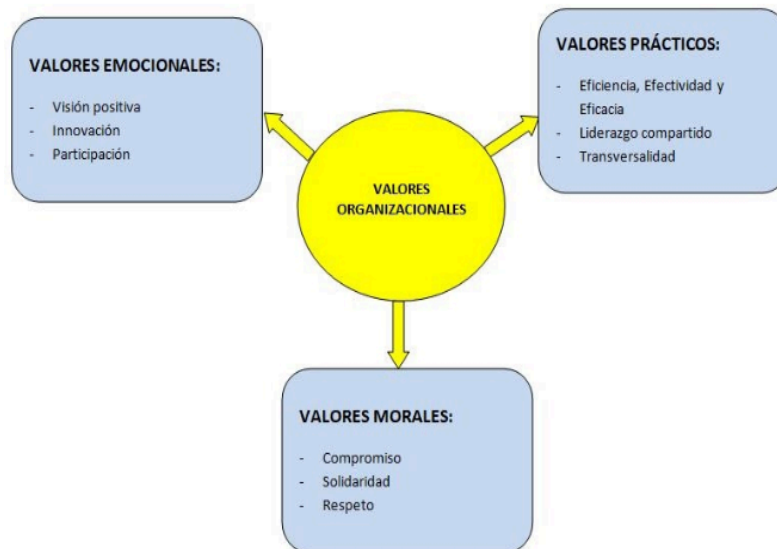 VALORES EMOCIONALES:
- Visión positiva
- Innovación
- Participación
VALORES PRÁCTICOS:
- Eficiencia, Efectividad y
Eficacia
- Liderazgo compartido
- Transversalidad
VALORES
ORGANIZACIONALES
VALORES MORALES:
- Compromiso
- Solidaridad
- Respeto